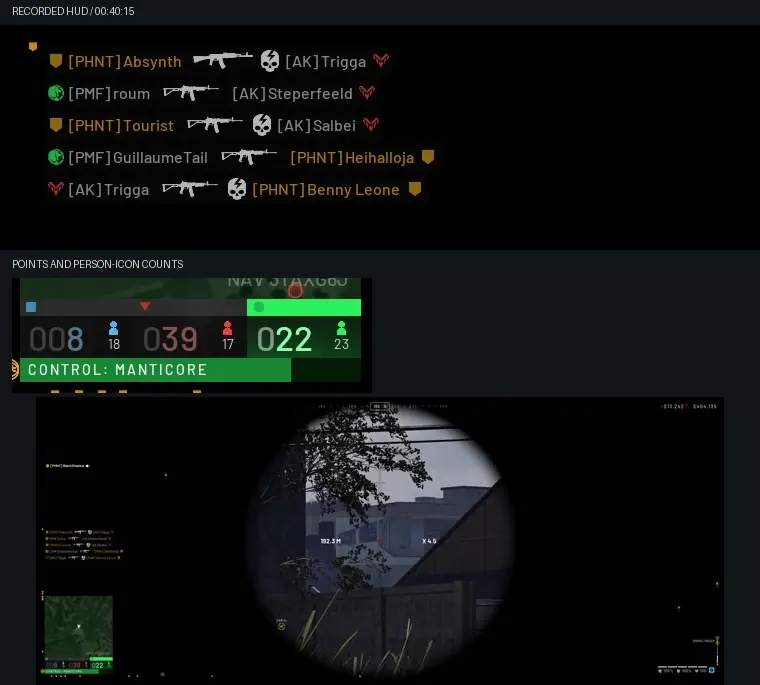 RECORDED HUD / 00:40:15
[PHNT] Absynth [AK] Trigga
[PMF] roum [AK] Steperfeeld
[PHNT] Tourist [AK] Salbei
[PMF] GuillaumeTail [PHNT] Heihalloja
[AK] Trigga [PHNT] Benny Leone
POINTS AND PERSON-ICON COUNTS
008 18 039 17 022 23
CONTROL: MANTICORE
192.3 M X 4.5